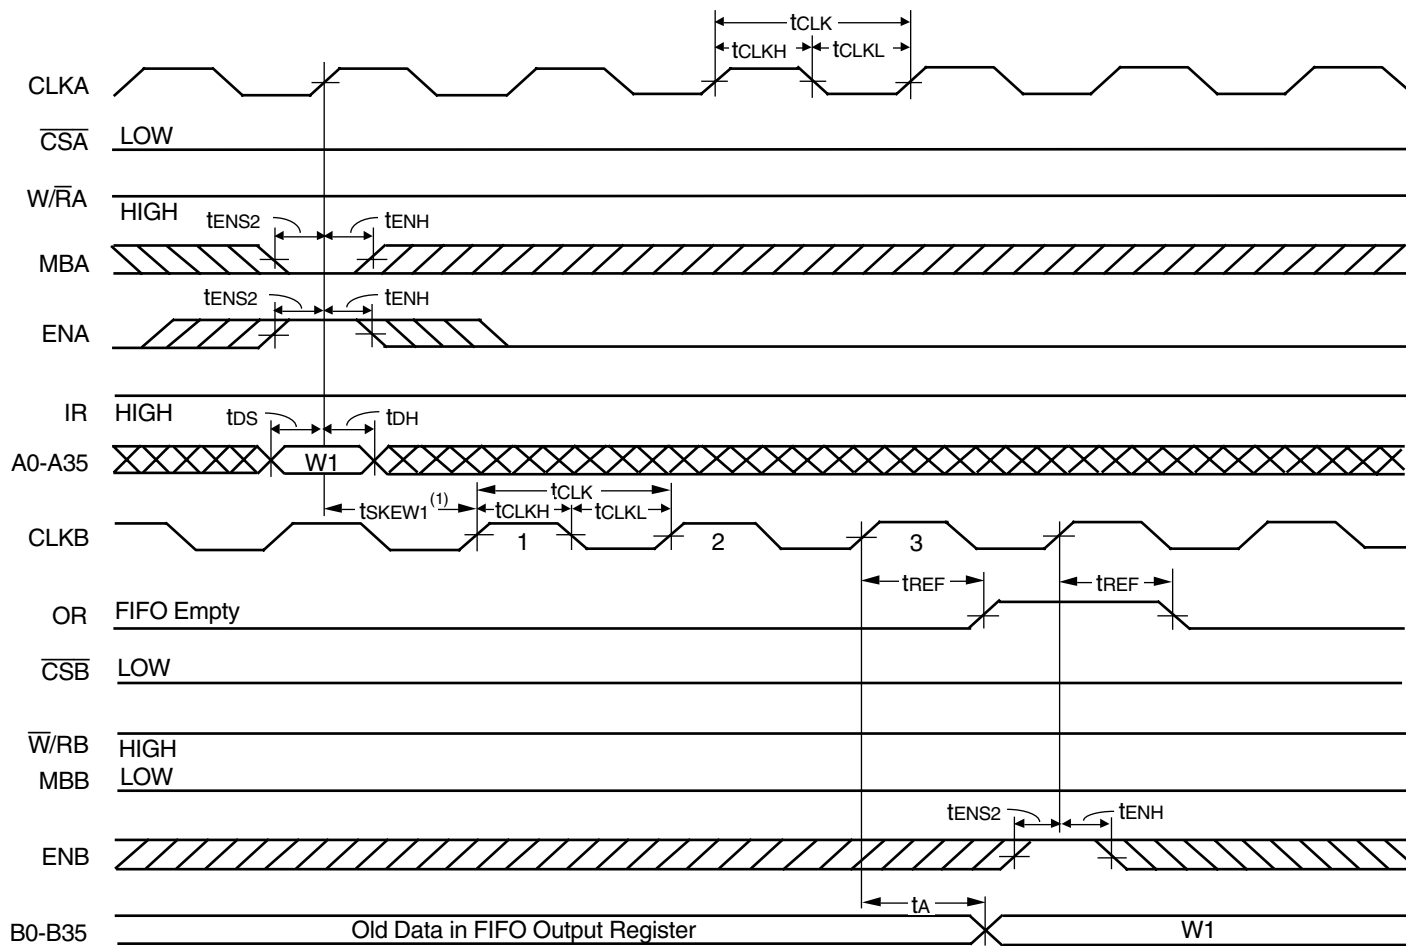 tCLK
tCLKH tCLKL
CLKA
CSA LOW
W/RA HIGH
tENS2 tENH
MBA
tENS2 tENH
ENA
IR HIGH
tDS tDH
A0-A35 W1
tSKEW1(1) tCLK
tCLKH tCLKL
CLKB 1 2 3
tREF tREF
OR FIFO Empty
CSB LOW
W/RB HIGH
MBB LOW
tENS2 tENH
ENB
tA
B0-B35 Old Data in FIFO Output Register W1